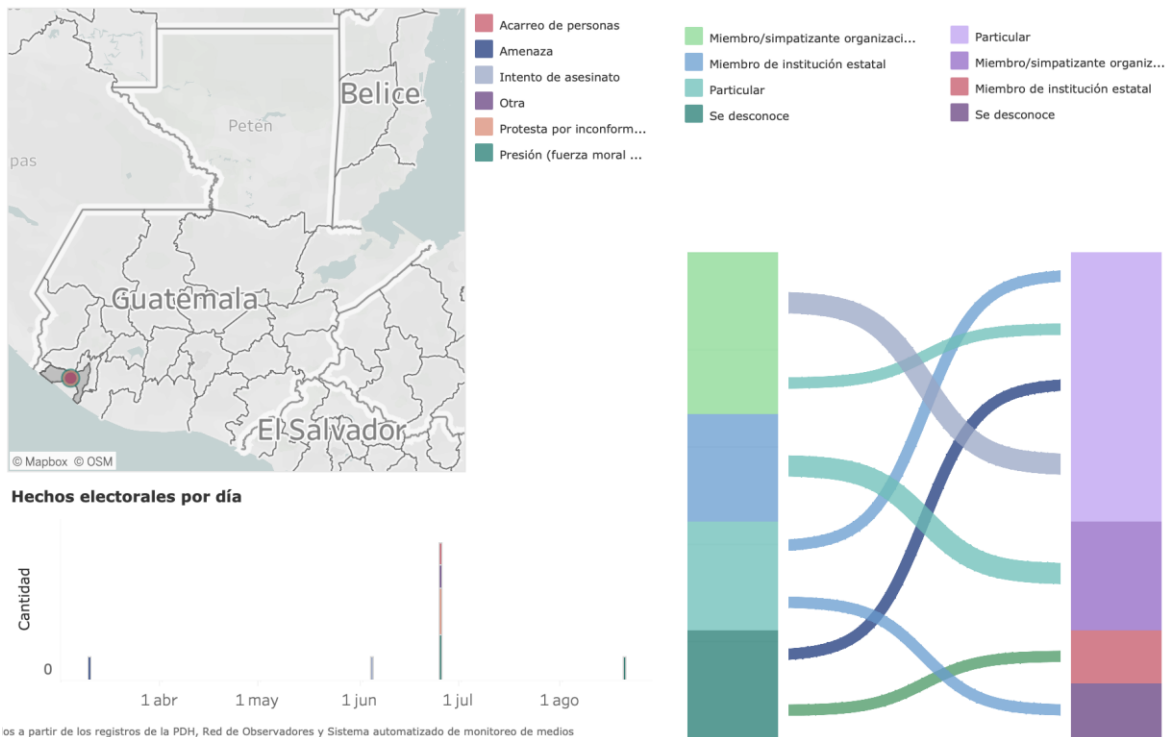 Belice
Petén
pas
Guatemala
El Salvador
© Mapbox © OSM
Acarreo de personas
Amenaza
Intento de asesinato
Otra
Protesta por inconform...
Presión (fuerza moral ...
Miembro/simpatizante organizaci...
Miembro de institución estatal
Particular
Se desconoce
Particular
Miembro/simpatizante organiz...
Miembro de institución estatal
Se desconoce
Hechos electorales por día
Cantidad
0
1 abr 1 may 1 jun 1 jul 1 ago
os a partir de los registros de la PDH, Red de Observadores y Sistema automatizado de monitoreo de medios